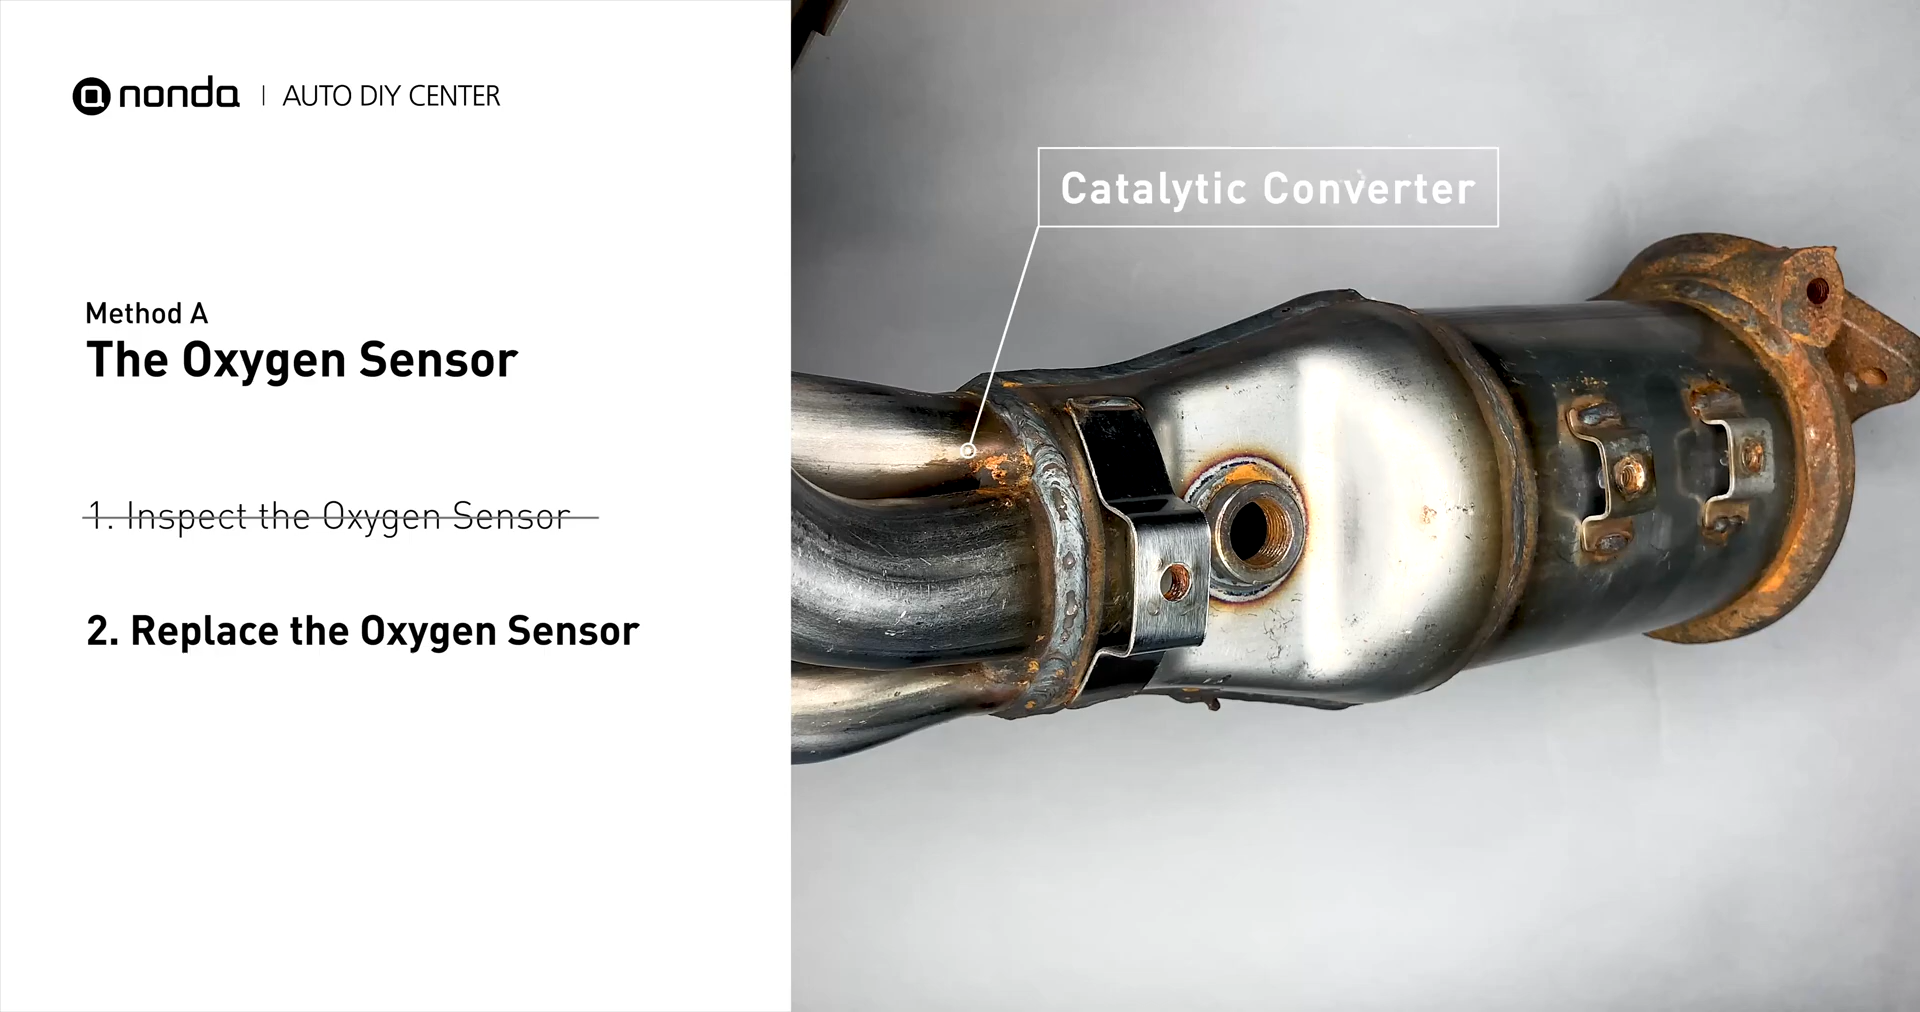 nonda | AUTO DIY CENTER
Method A
The Oxygen Sensor
1. Inspect the Oxygen Sensor
2. Replace the Oxygen Sensor
Catalytic Converter